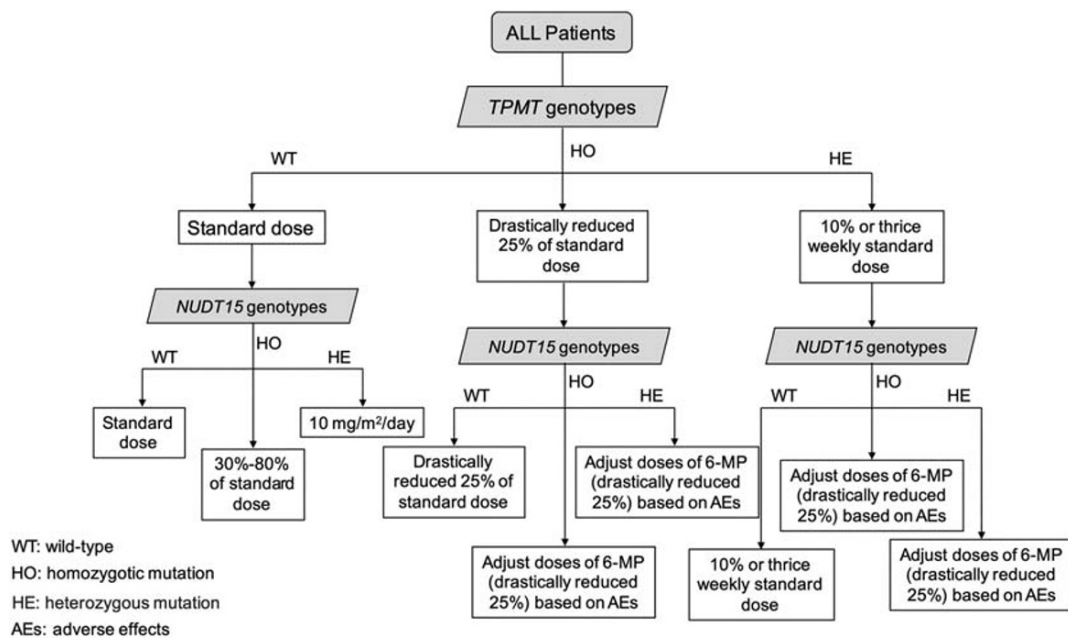 ALL Patients
TPMT genotypes
WT
HO
HE
Standard dose
Drastically reduced
25% of standard
dose
10% or thrice
weekly standard
dose
NUDT15 genotypes
NUDT15 genotypes
NUDT15 genotypes
WT
HO
HE
Standard
dose
30%-80%
of standard
dose
10 mg/m²/day
WT
HO
HE
Drastically
reduced 25% of
standard dose
Adjust doses of 6-MP
(drastically reduced
25%) based on AEs
Adjust doses of 6-MP
(drastically reduced
25%) based on AEs
WT
HO
HE
10% or thrice
weekly standard
dose
Adjust doses of 6-MP
(drastically reduced
25%) based on AEs
Adjust doses of 6-MP
(drastically reduced
25%) based on AEs
WT: wild-type
HO: homozygotic mutation
HE: heterozygous mutation
AEs: adverse effects